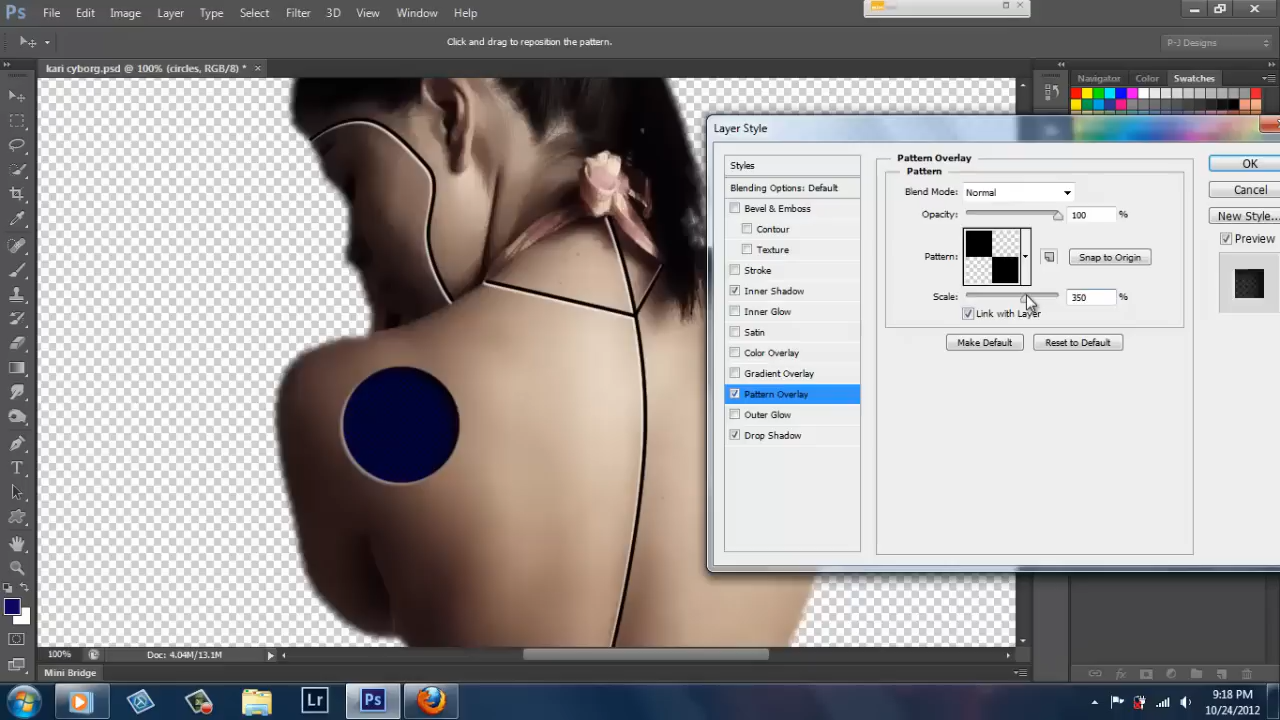 Ps File Edit Image Layer Type Select Filter 3D View Window Help
Click and drag to reposition the pattern.
P-J Designs
kari cyborg.psd @ 100% (circles, RGB/8) * ×
Navigator Color Swatches
Layer Style
Styles
Blending Options: Default
Bevel & Emboss
Contour
Texture
Stroke
Inner Shadow
Inner Glow
Satin
Color Overlay
Gradient Overlay
Pattern Overlay
Outer Glow
Drop Shadow
Pattern Overlay
Pattern
Blend Mode: Normal
Opacity: 100 %
Pattern: Snap to Origin
Scale: 350 %
Link with Layer
Make Default Reset to Default
OK
Cancel
New Style...
Preview
100% Doc: 4.04M/13.1M
Mini Bridge
Lr Ps
9:18 PM
10/24/2012